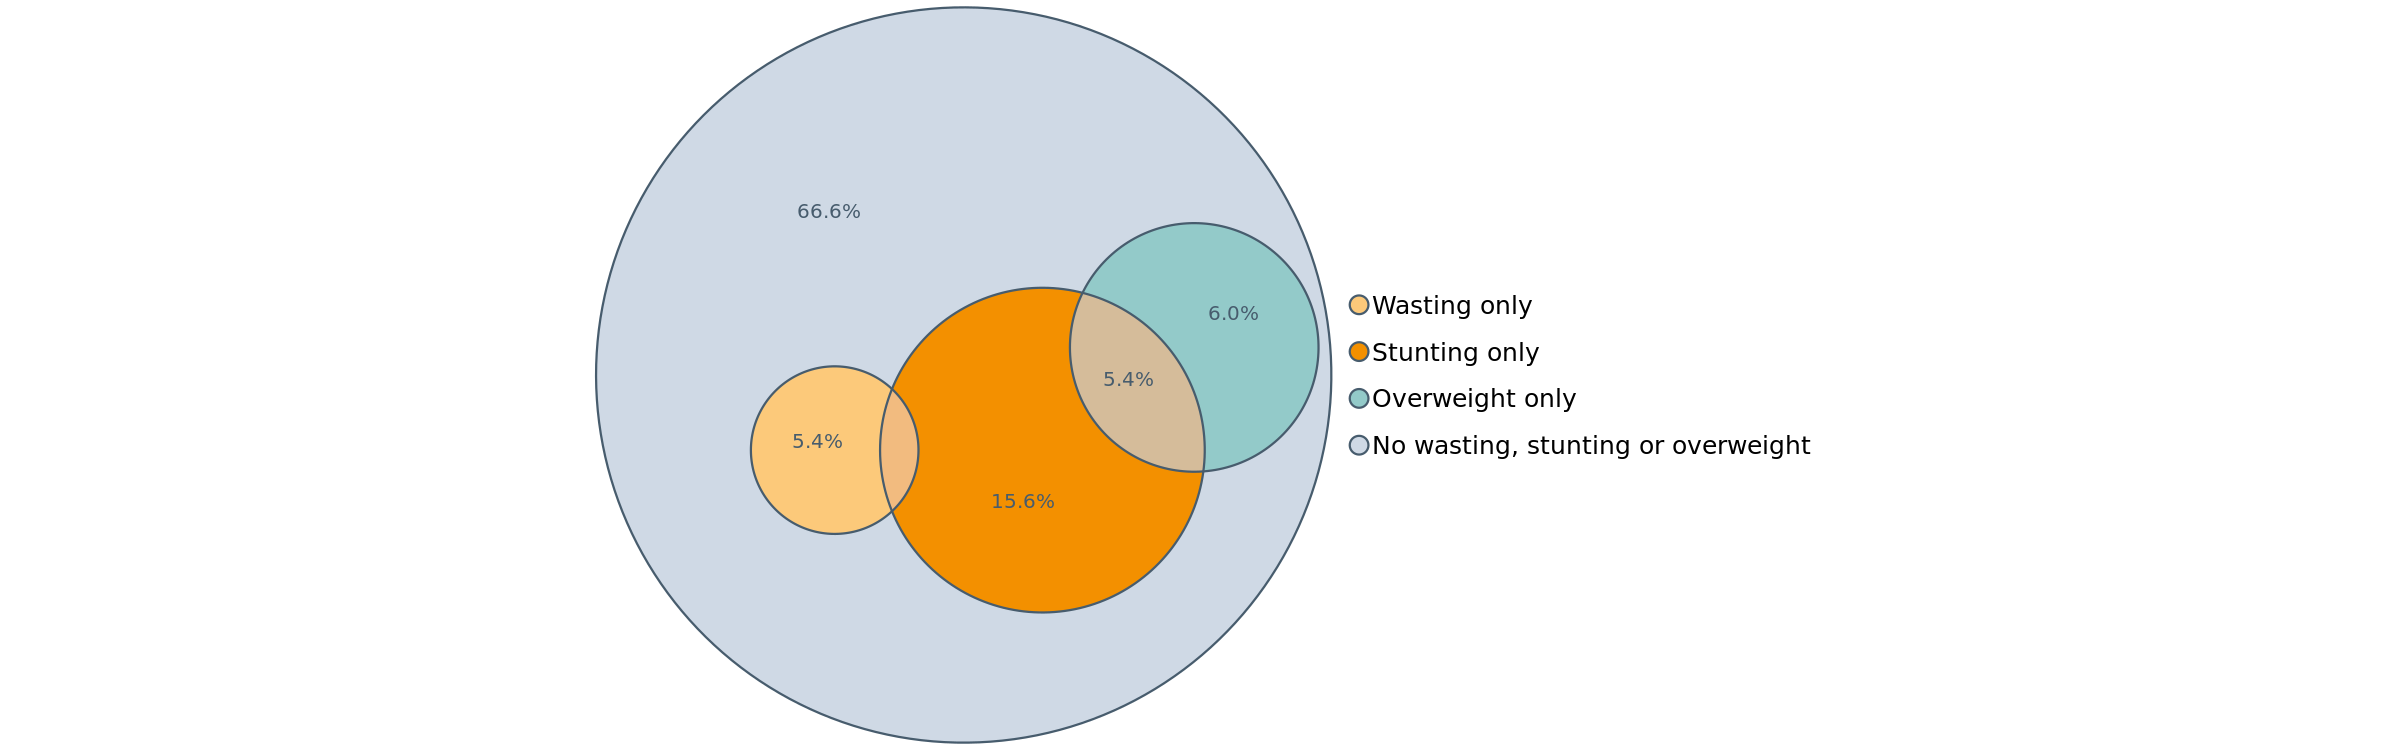 66.6%
6.0%
5.4%
5.4%
15.6%
Wasting only
Stunting only
Overweight only
No wasting, stunting or overweight